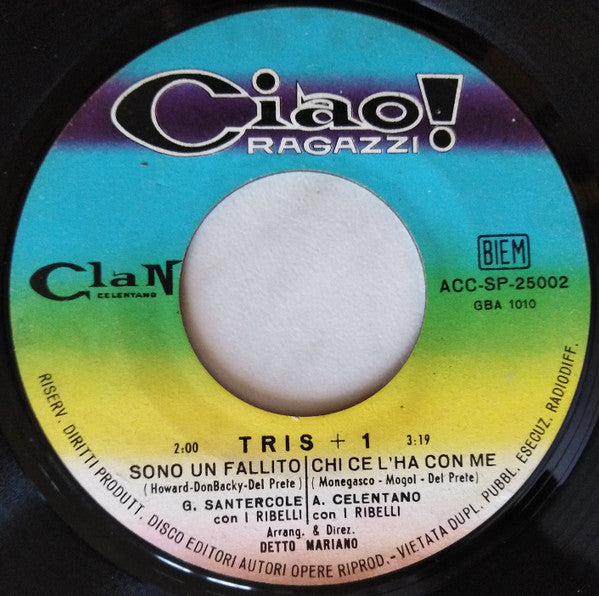 Ciao!
RAGAZZI
ClaN
CELENTANO
BIEM
ACC-SP-25002
GBA 1010
2:00 TRIS + 1 3:19
SONO UN FALLITO
(Howard-DonBacky-Del Prete)
G. SANTERCOLE
con I RIBELLI
CHI CE L'HA CON ME
(Monegasco - Mogol - Del Prete)
A. CELENTANO
con I RIBELLI
Arrang. & Direz.
DETTO MARIANO
RISERV. DIRITTI PRODUTT. DISCO EDITORI AUTORI OPERE RIPROD. - VIETATA DUPL. PUBBL. ESECUZ. RADIODIFF.